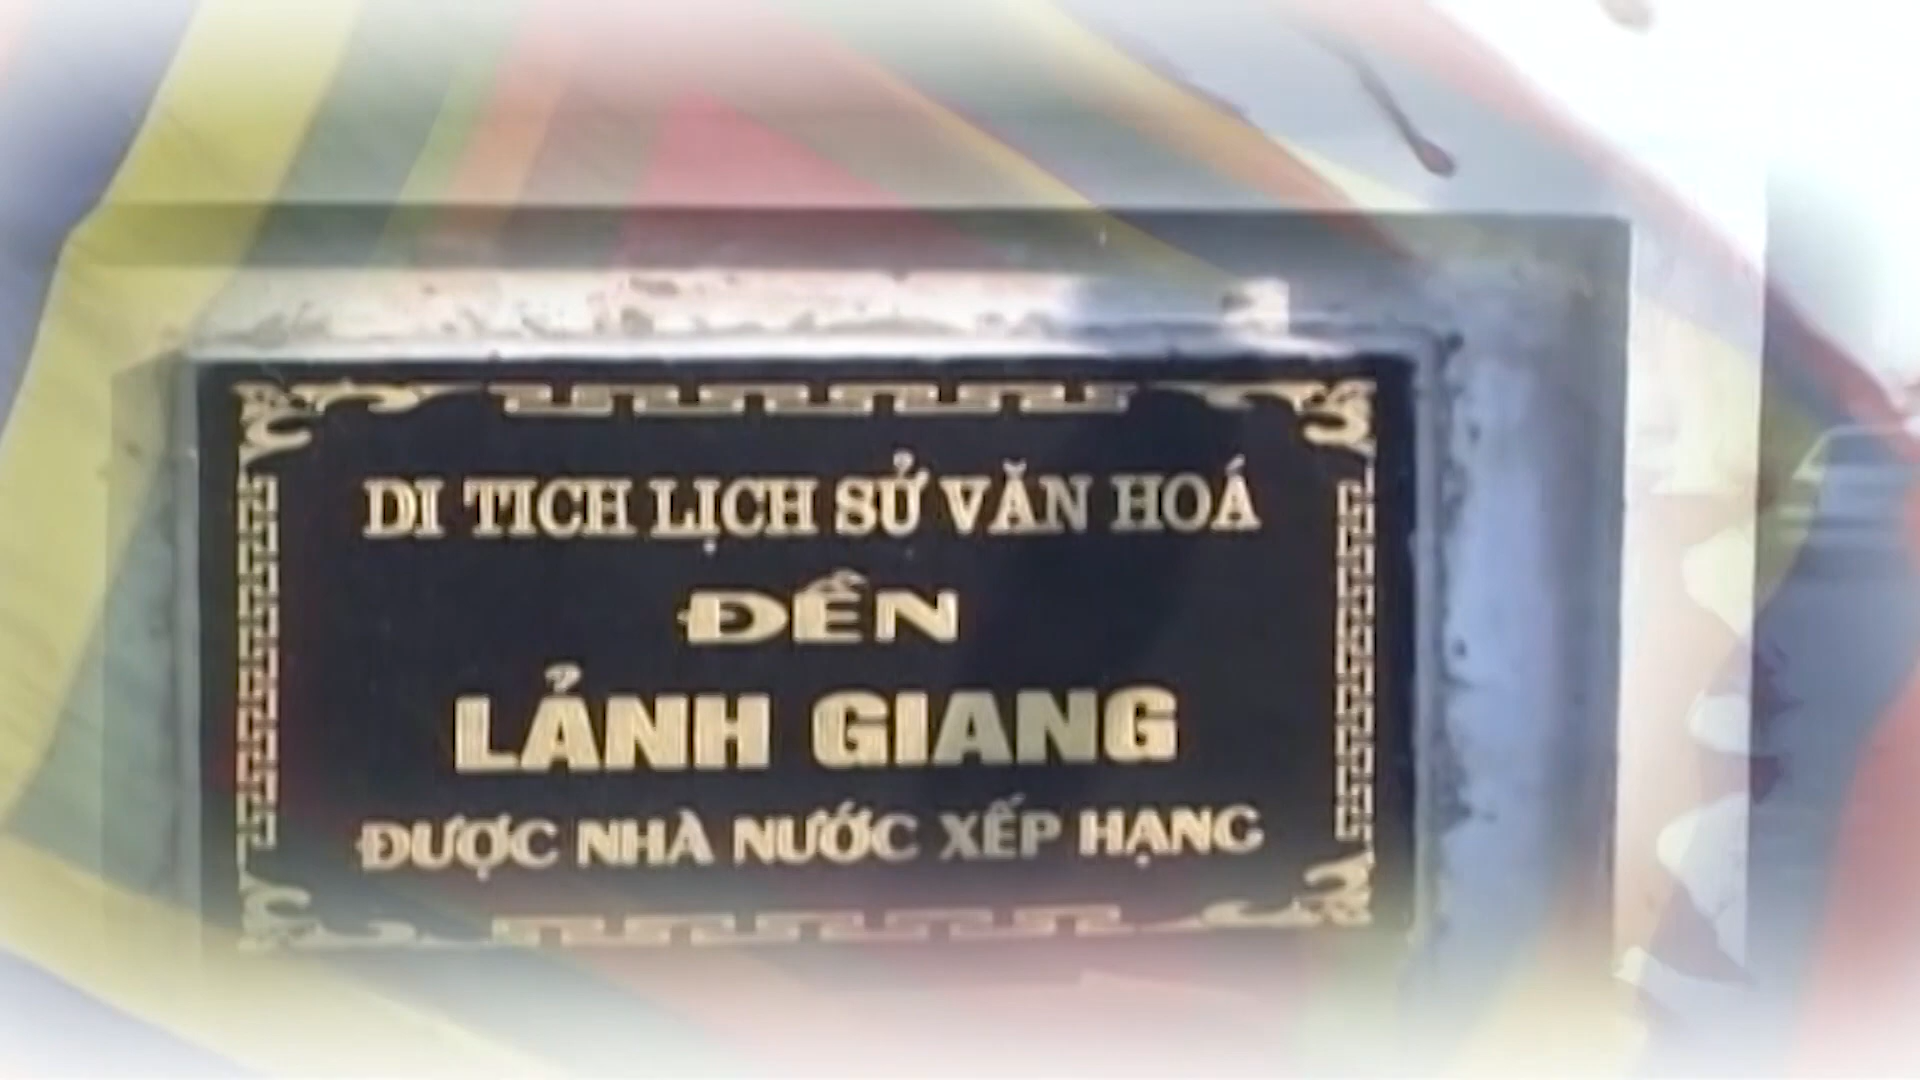 DI TICH LỊCH SỬ VĂN HOÁ
ĐỀN
LẢNH GIANG
ĐƯỢC NHÀ NƯỚC XẾP HẠNG